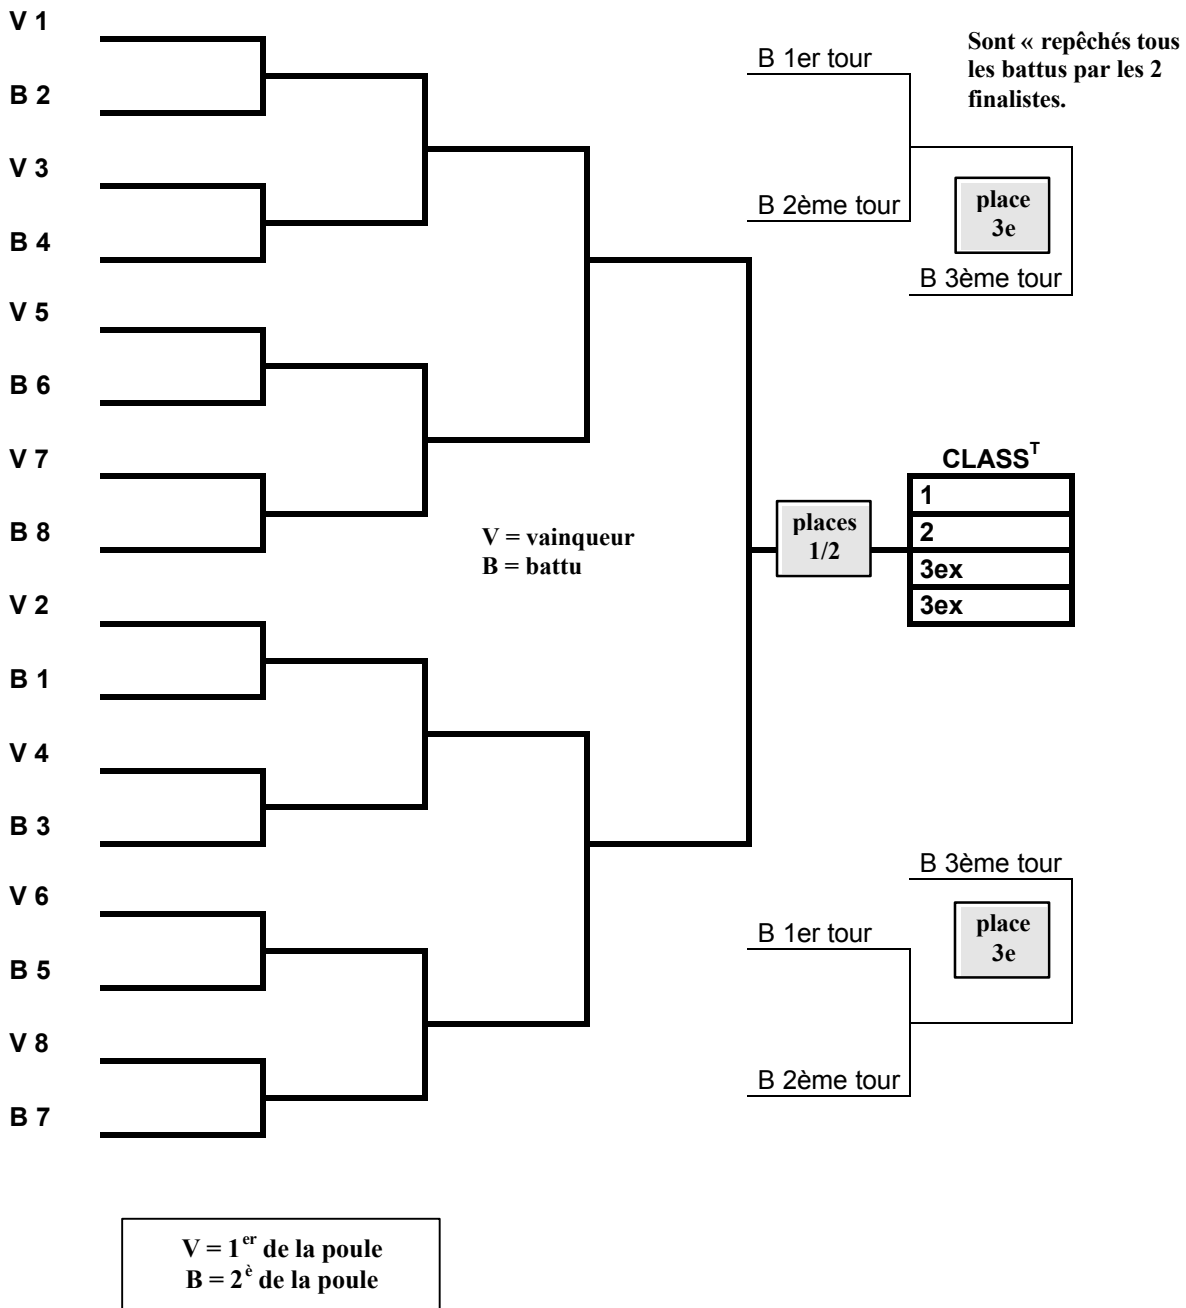 V 1
B 2
V 3
B 4
V 5
B 6
V 7
B 8
V 2
B 1
V 4
B 3
V 6
B 5
V 8
B 7
V = vainqueur
B = battu
B 1er tour
B 2ème tour
Sont « repêchés tous
les battus par les 2
finalistes.
place
3e
B 3ème tour
places
1/2
CLASST
1
2
3ex
3ex
B 3ème tour
B 1er tour
place
3e
B 2ème tour
V = 1er de la poule
B = 2è de la poule